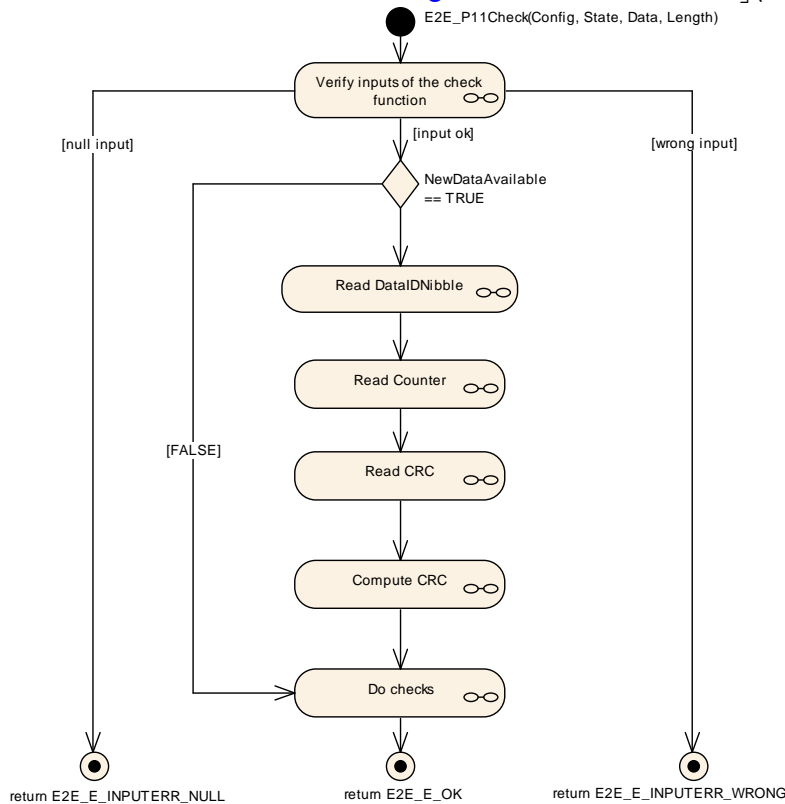 E2E_P11Check(Config, State, Data, Length)
Verify inputs of the check
function
[input ok]
[null input]
[wrong input]
NewDataAvailable
== TRUE
Read DataIDNibble
Read Counter
[FALSE]
Read CRC
Compute CRC
Do checks
return E2E_E_INPUTERR_NULL
return E2E_E_OK
return E2E_E_INPUTERR_WRONG